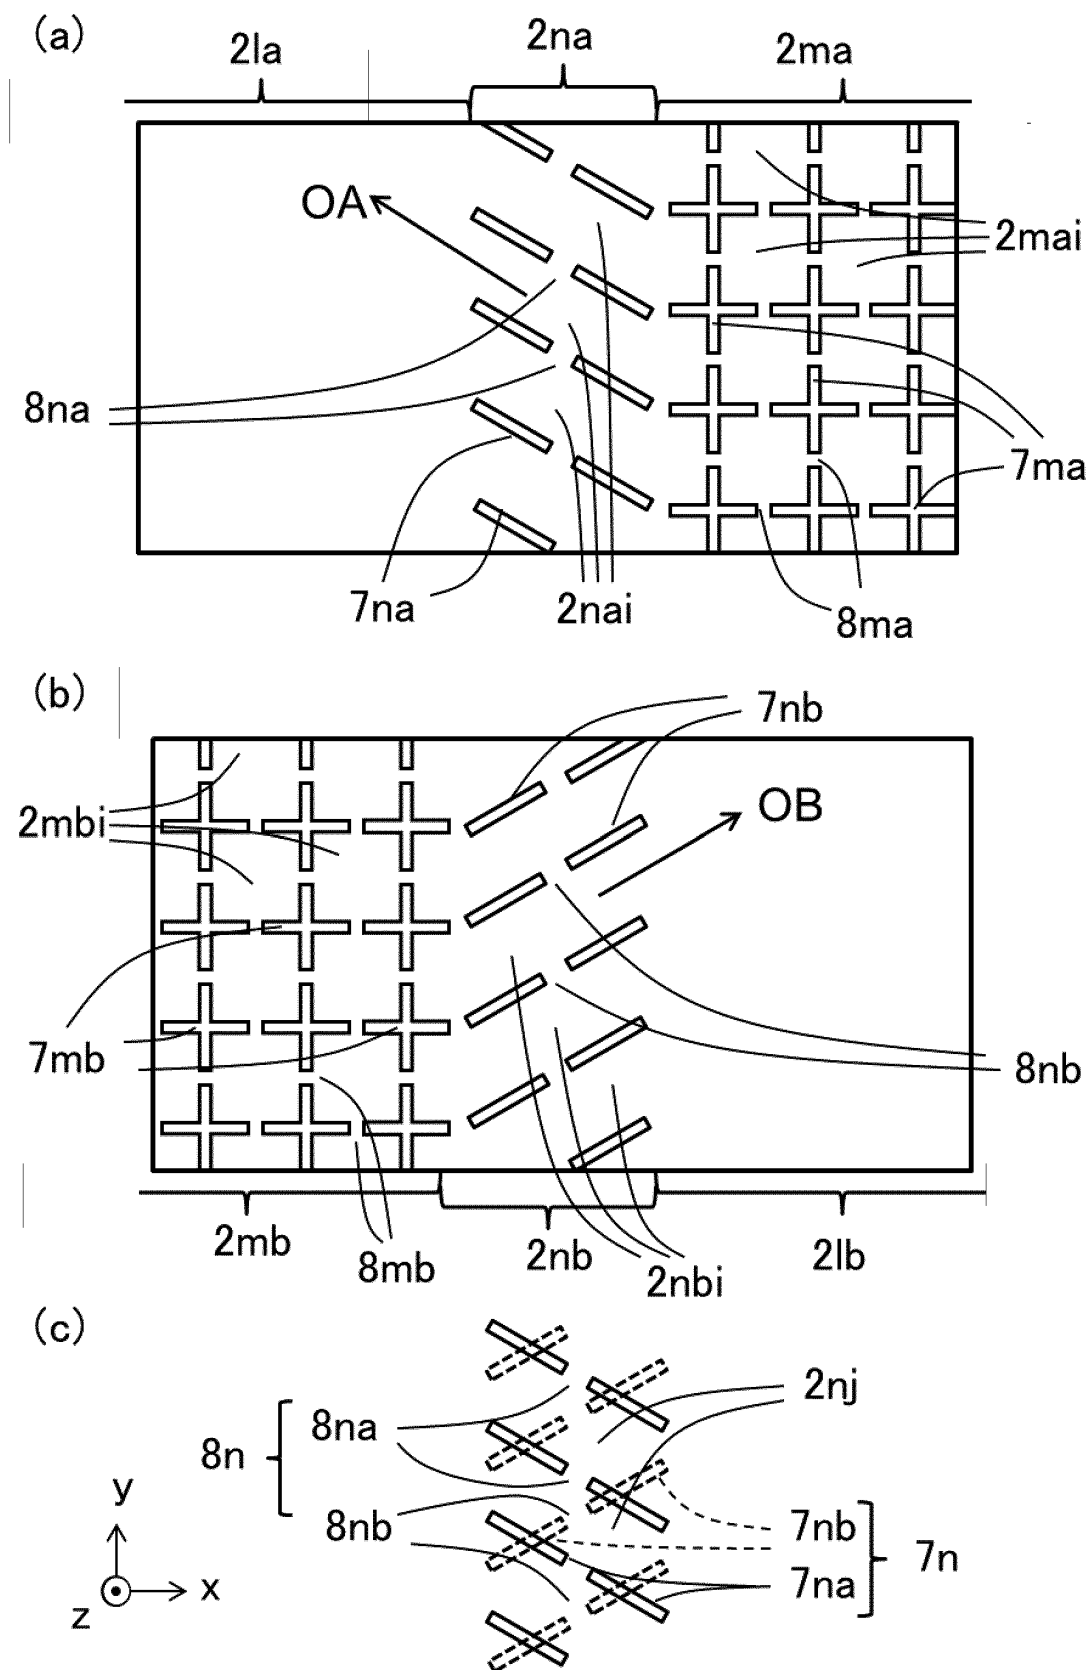 (a)
2la 2na 2ma
OA
2mai
8na
7ma
7na 2nai 8ma
(b)
7nb
2mbi OB
7mb 8nb
2mb 8mb 2nb 2nbi 2lb
(c)
8na 2nj
8n
y
8nb 7nb 7n
z x 7na